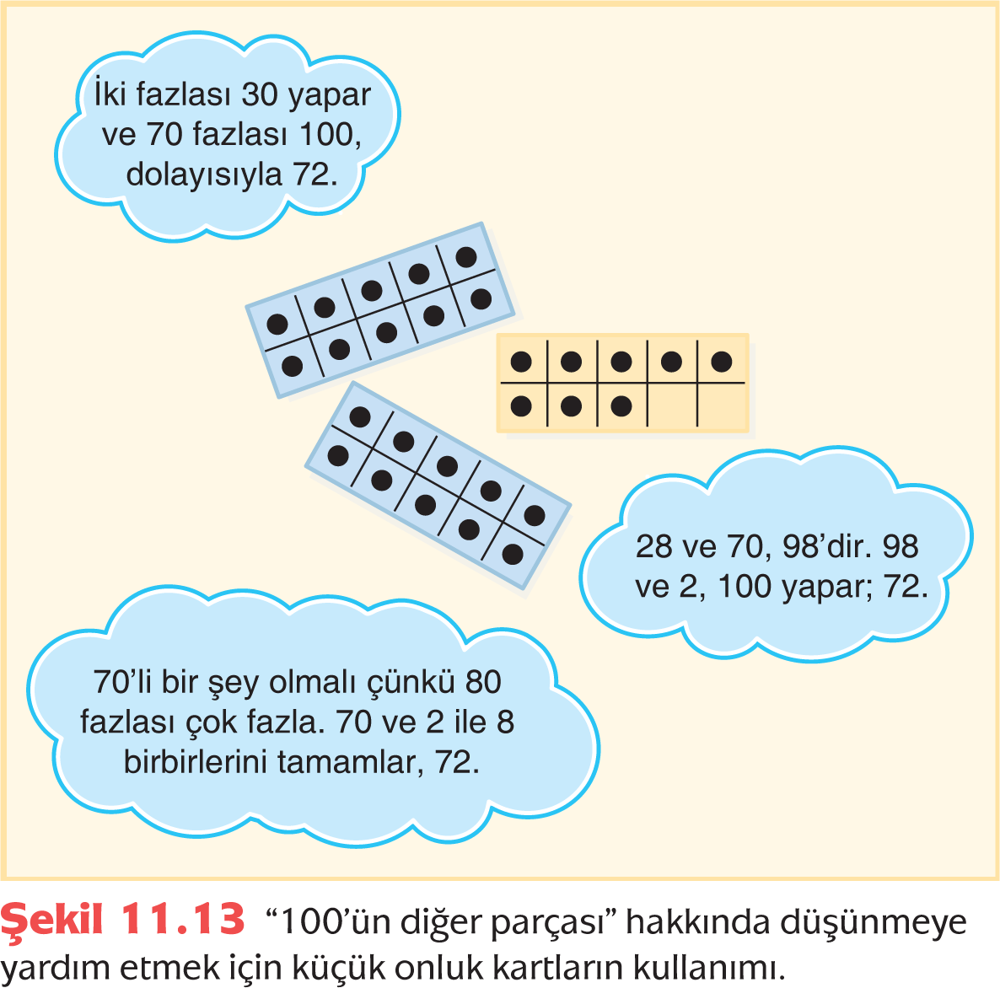 İki fazlası 30 yapar
ve 70 fazlası 100,
dolayısıyla 72.
28 ve 70, 98’dir. 98
ve 2, 100 yapar; 72.
70’li bir şey olmalı çünkü 80
fazlası çok fazla. 70 ve 2 ile 8
birbirlerini tamamlar, 72.
Şekil 11.13 “100’ün diğer parçası” hakkında düşünmeye
yardım etmek için küçük onluk kartların kullanımı.